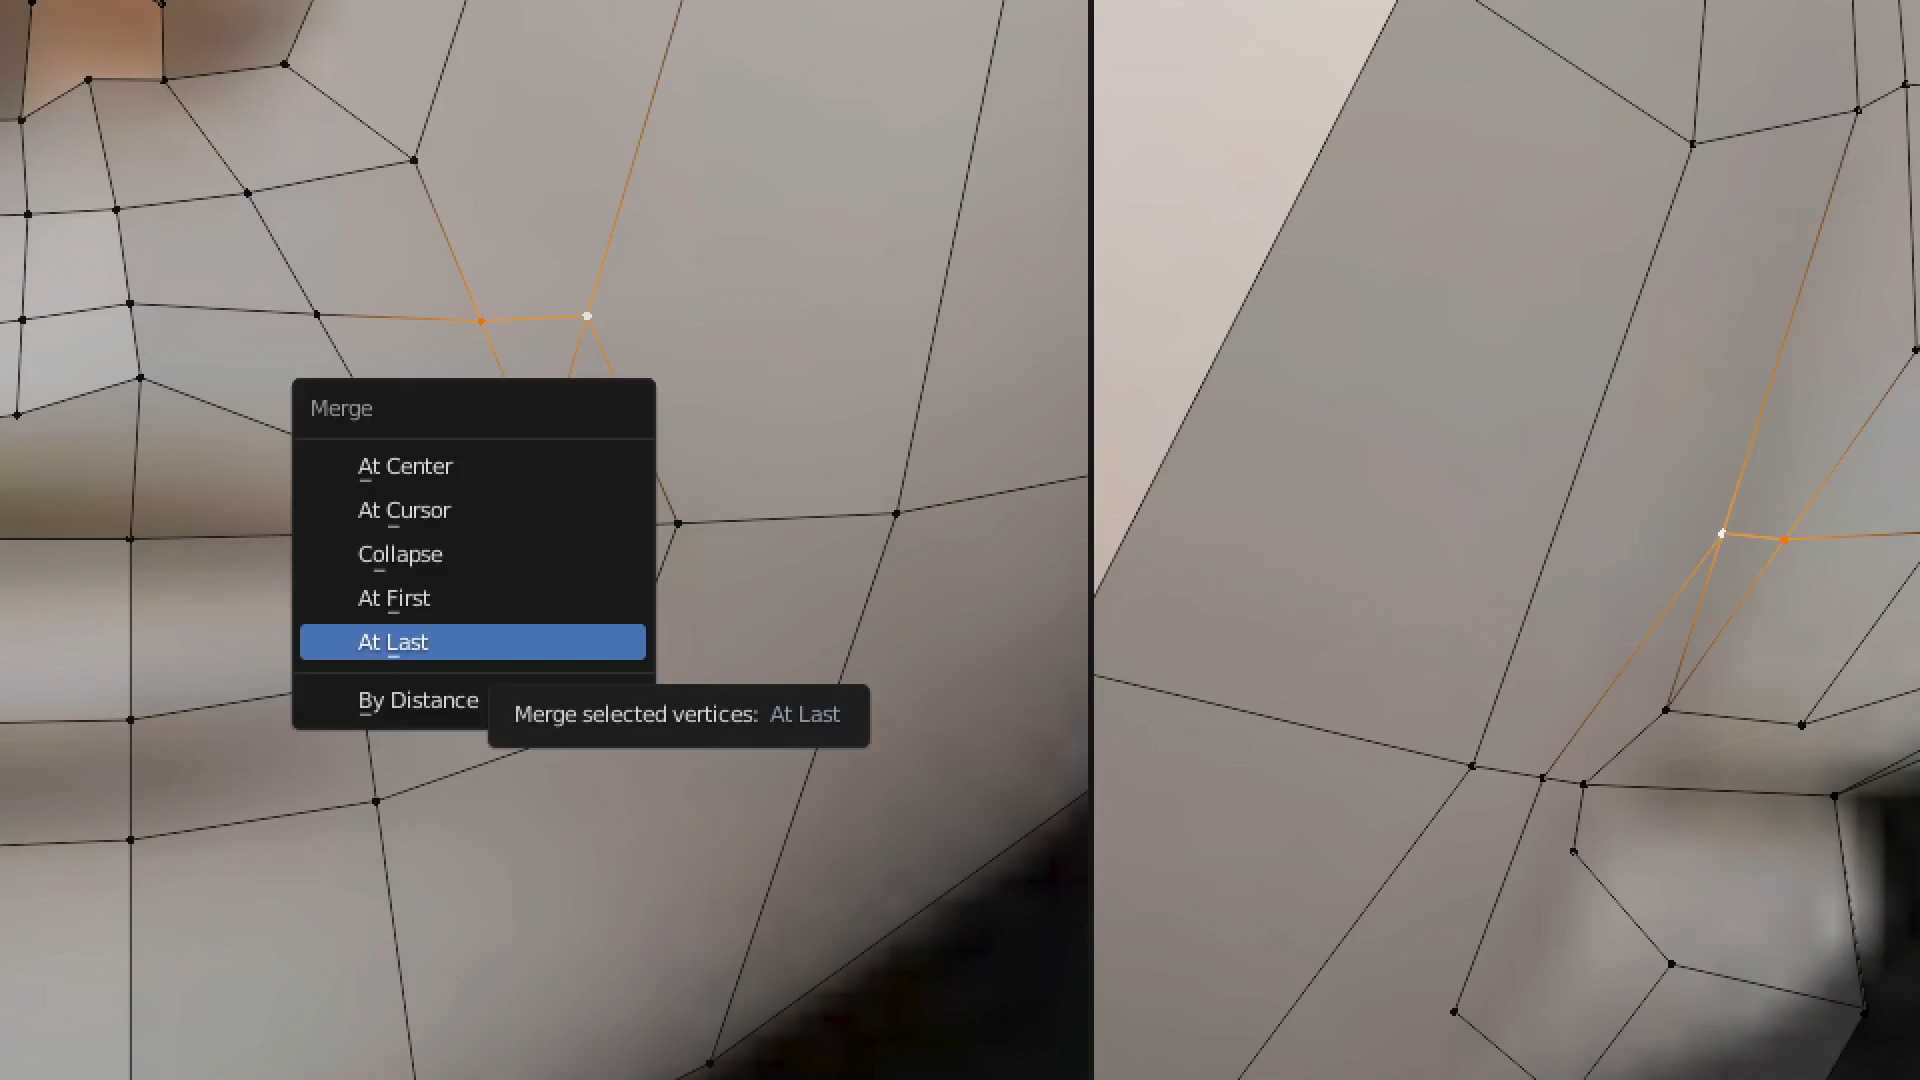 Merge
At Center
At Cursor
Collapse
At First
At Last
By Distance
Merge selected vertices: At Last